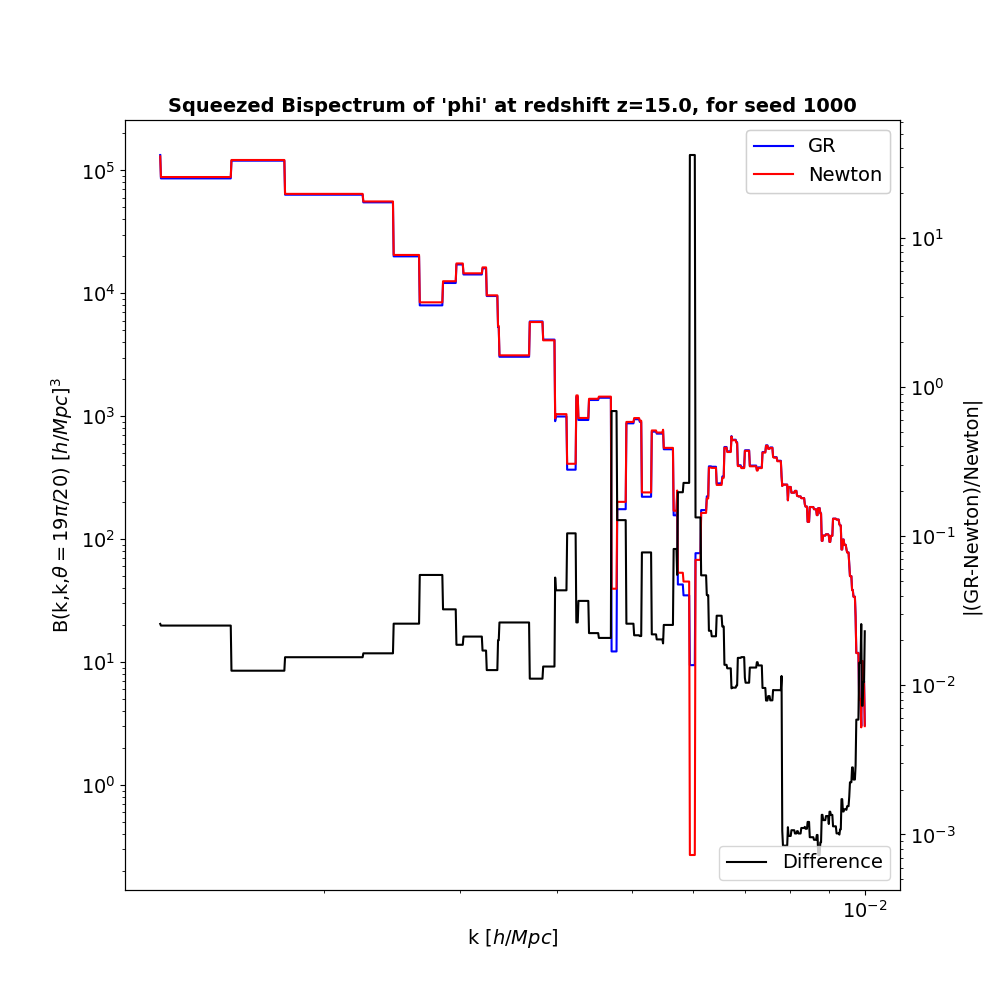 Squeezed Bispectrum of 'phi' at redshift z=15.0, for seed 1000
GR
Newton
10^5
10^4
10^3
10^2
10^1
10^0
B(k,k,θ = 19π/20) [h/Mpc]^3
10^1
10^0
10^-1
10^-2
10^-3
|(GR-Newton)/Newton|
Difference
10^-2
k [h/Mpc]